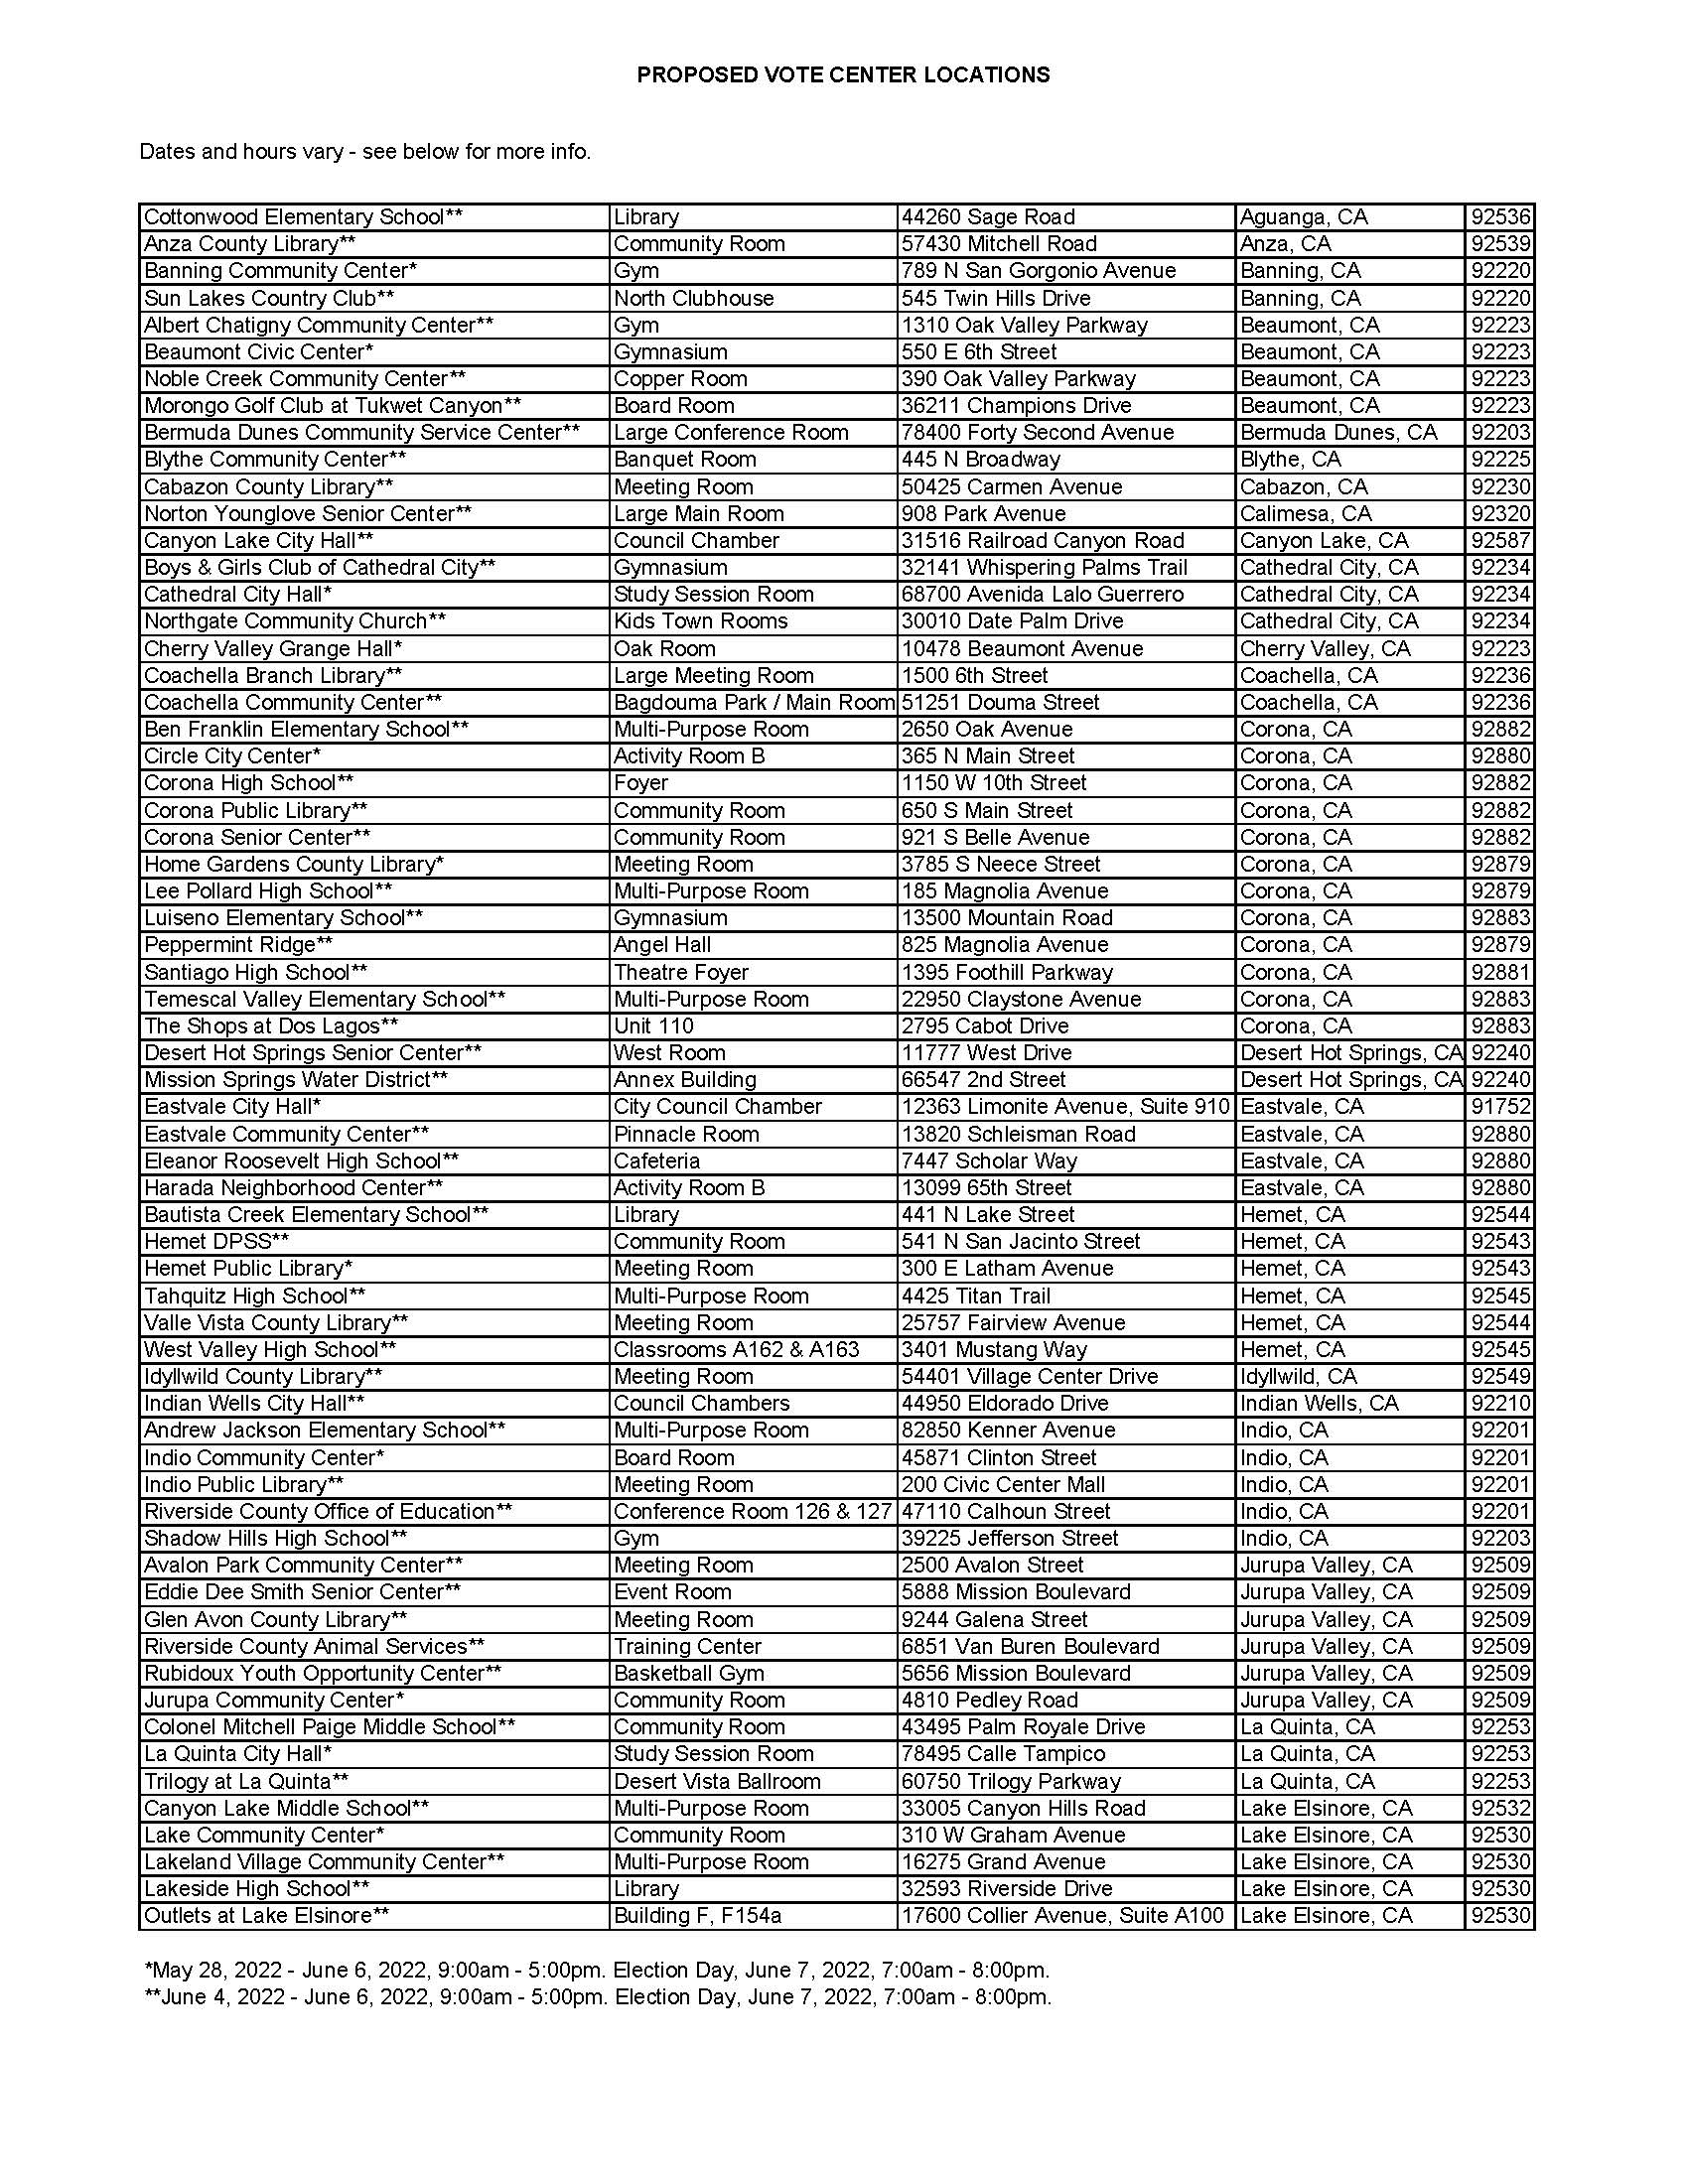 PROPOSED VOTE CENTER LOCATIONS
Dates and hours vary - see below for more info.
Cottonwood Elementary School** Library 44260 Sage Road Aguanga, CA 92536
Anza County Library** Community Room 57430 Mitchell Road Anza, CA 92539
Banning Community Center* Gym 789 N San Gorgonio Avenue Banning, CA 92220
Sun Lakes Country Club** North Clubhouse 545 Twin Hills Drive Banning, CA 92220
Albert Chatigny Community Center** Gym 1310 Oak Valley Parkway Beaumont, CA 92223
Beaumont Civic Center* Gymnasium 550 E 6th Street Beaumont, CA 92223
Noble Creek Community Center** Copper Room 390 Oak Valley Parkway Beaumont, CA 92223
Morongo Golf Club at Tukwet Canyon** Board Room 36211 Champions Drive Beaumont, CA 92223
Bermuda Dunes Community Service Center** Large Conference Room 78400 Forty Second Avenue Bermuda Dunes, CA 92203
Blythe Community Center** Banquet Room 445 N Broadway Blythe, CA 92225
Cabazon County Library** Meeting Room 50425 Carmen Avenue Cabazon, CA 92230
Norton Younglove Senior Center** Large Main Room 908 Park Avenue Calimesa, CA 92320
Canyon Lake City Hall** Council Chamber 31516 Railroad Canyon Road Canyon Lake, CA 92587
Boys & Girls Club of Cathedral City** Gymnasium 32141 Whispering Palms Trail Cathedral City, CA 92234
Cathedral City Hall* Study Session Room 68700 Avenida Lalo Guerrero Cathedral City, CA 92234
Northgate Community Church** Kids Town Rooms 30010 Date Palm Drive Cathedral City, CA 92234
Cherry Valley Grange Hall* Oak Room 10478 Beaumont Avenue Cherry Valley, CA 92223
Coachella Branch Library** Large Meeting Room 1500 6th Street Coachella, CA 92236
Coachella Community Center** Bagdouma Park / Main Room 51251 Douma Street Coachella, CA 92236
Ben Franklin Elementary School** Multi-Purpose Room 2650 Oak Avenue Corona, CA 92882
Circle City Center* Activity Room B 365 N Main Street Corona, CA 92880
Corona High School** Foyer 1150 W 10th Street Corona, CA 92882
Corona Public Library** Community Room 650 S Main Street Corona, CA 92882
Corona Senior Center** Community Room 921 S Belle Avenue Corona, CA 92882
Home Gardens County Library* Meeting Room 3785 S Neece Street Corona, CA 92879
Lee Pollard High School** Multi-Purpose Room 185 Magnolia Avenue Corona, CA 92879
Luiseno Elementary School** Gymnasium 13500 Mountain Road Corona, CA 92883
Peppermint Ridge** Angel Hall 825 Magnolia Avenue Corona, CA 92879
Santiago High School** Theatre Foyer 1395 Foothill Parkway Corona, CA 92881
Temescal Valley Elementary School** Multi-Purpose Room 22950 Claystone Avenue Corona, CA 92883
The Shops at Dos Lagos** Unit 110 2795 Cabot Drive Corona, CA 92883
Desert Hot Springs Senior Center** West Room 11777 West Drive Desert Hot Springs, CA 92240
Mission Springs Water District** Annex Building 66547 2nd Street Desert Hot Springs, CA 92240
Eastvale City Hall* City Council Chamber 12363 Limonite Avenue, Suite 910 Eastvale, CA 91752
Eastvale Community Center** Pinnacle Room 13820 Schleisman Road Eastvale, CA 92880
Eleanor Roosevelt High School** Cafeteria 7447 Scholar Way Eastvale, CA 92880
Harada Neighborhood Center** Activity Room B 13099 65th Street Eastvale, CA 92880
Bautista Creek Elementary School** Library 441 N Lake Street Hemet, CA 92544
Hemet DPSS** Community Room 541 N San Jacinto Street Hemet, CA 92543
Hemet Public Library* Meeting Room 300 E Latham Avenue Hemet, CA 92543
Tahquitz High School** Multi-Purpose Room 4425 Titan Trail Hemet, CA 92545
Valle Vista County Library** Meeting Room 25757 Fairview Avenue Hemet, CA 92544
West Valley High School** Classrooms A162 & A163 3401 Mustang Way Hemet, CA 92545
Idyllwild County Library** Meeting Room 54401 Village Center Drive Idyllwild, CA 92549
Indian Wells City Hall** Council Chambers 44950 Eldorado Drive Indian Wells, CA 92210
Andrew Jackson Elementary School** Multi-Purpose Room 82850 Kenner Avenue Indio, CA 92201
Indio Community Center* Board Room 45871 Clinton Street Indio, CA 92201
Indio Public Library** Meeting Room 200 Civic Center Mall Indio, CA 92201
Riverside County Office of Education** Conference Room 126 & 127 47110 Calhoun Street Indio, CA 92201
Shadow Hills High School** Gym 39225 Jefferson Street Indio, CA 92203
Avalon Park Community Center** Meeting Room 2500 Avalon Street Jurupa Valley, CA 92509
Eddie Dee Smith Senior Center** Event Room 5888 Mission Boulevard Jurupa Valley, CA 92509
Glen Avon County Library** Meeting Room 9244 Galena Street Jurupa Valley, CA 92509
Riverside County Animal Services** Training Center 6851 Van Buren Boulevard Jurupa Valley, CA 92509
Rubidoux Youth Opportunity Center** Basketball Gym 5656 Mission Boulevard Jurupa Valley, CA 92509
Jurupa Community Center* Community Room 4810 Pedley Road Jurupa Valley, CA 92509
Colonel Mitchell Paige Middle School** Community Room 43495 Palm Royale Drive La Quinta, CA 92253
La Quinta City Hall* Study Session Room 78495 Calle Tampico La Quinta, CA 92253
Trilogy at La Quinta** Desert Vista Ballroom 60750 Trilogy Parkway La Quinta, CA 92253
Canyon Lake Middle School** Multi-Purpose Room 33005 Canyon Hills Road Lake Elsinore, CA 92532
Lake Community Center* Community Room 310 W Graham Avenue Lake Elsinore, CA 92530
Lakeland Village Community Center** Multi-Purpose Room 16275 Grand Avenue Lake Elsinore, CA 92530
Lakeside High School** Library 32593 Riverside Drive Lake Elsinore, CA 92530
Outlets at Lake Elsinore** Building F, F154a 17600 Collier Avenue, Suite A100 Lake Elsinore, CA 92530
*May 28, 2022 - June 6, 2022, 9:00am - 5:00pm. Election Day, June 7, 2022, 7:00am - 8:00pm.
**June 4, 2022 - June 6, 2022, 9:00am - 5:00pm. Election Day, June 7, 2022, 7:00am - 8:00pm.